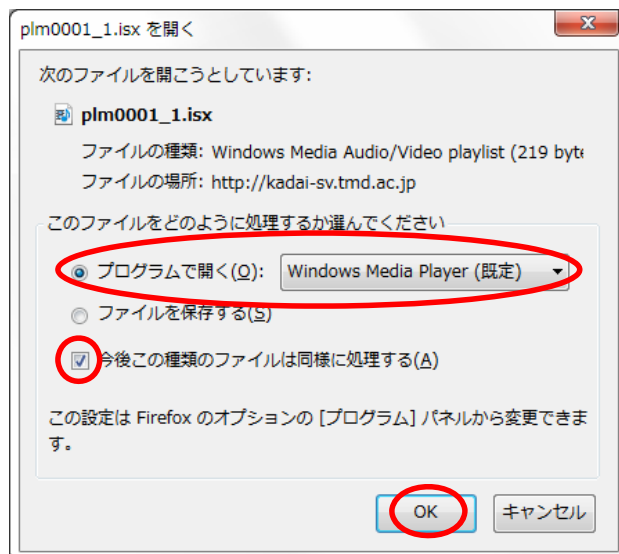 plm0001_1.isx を開く
次のファイルを開こうとしています:
plm0001_1.isx
ファイルの種類: Windows Media Audio/Video playlist (219 byte
ファイルの場所: http://kadai-sv.tmd.ac.jp
このファイルをどのように処理するか選んでください
プログラムで開く(O): Windows Media Player (既定)
ファイルを保存する(S)
今後この種類のファイルは同様に処理する(A)
この設定は Firefox のオプションの [プログラム] パネルから変更できま
す。
OK キャンセル